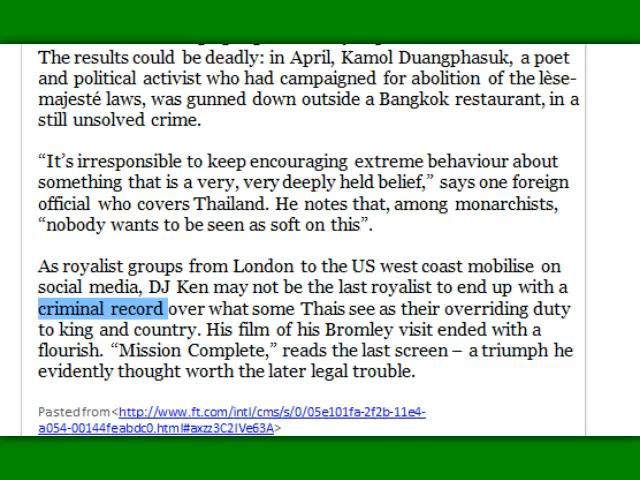 The results could be deadly: in April, Kamol Duangphasuk, a poet
and political activist who had campaigned for abolition of the lèse-
majesté laws, was gunned down outside a Bangkok restaurant, in a
still unsolved crime.
“It’s irresponsible to keep encouraging extreme behaviour about
something that is a very, very deeply held belief,” says one foreign
official who covers Thailand. He notes that, among monarchists,
“nobody wants to be seen as soft on this”.
As royalist groups from London to the US west coast mobilise on
social media, DJ Ken may not be the last royalist to end up with a
criminal record over what some Thais see as their overriding duty
to king and country. His film of his Bromley visit ended with a
flourish. “Mission Complete,” reads the last screen – a triumph he
evidently thought worth the later legal trouble.
Pasted from <http://www.ft.com/intl/cms/s/0/05e101fa-2f2b-11e4-
a054-00144feabdc0.html#axzz3C2IVe63A>